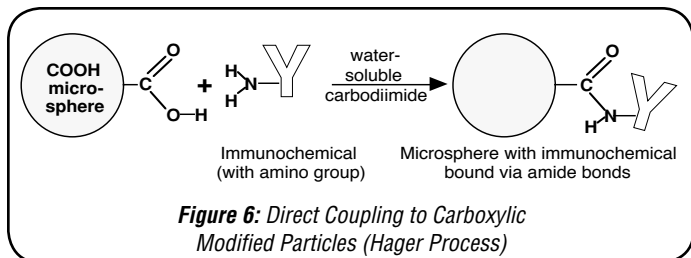 COOH
micro-
sphere
C
O
O—H
+
H
H
N
water-
soluble
carbodiimide
C
O
N
H
Immunochemical
(with amino group)
Microsphere with immunochemical
bound via amide bonds
Figure 6: Direct Coupling to Carboxylic
Modified Particles (Hager Process)